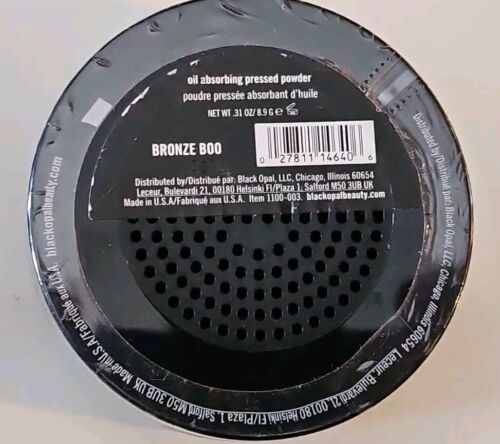 oil absorbing pressed powder
poudre pressée absorbant d'huile
NET WT .31 OZ/ 8.9 G ℮
BRONZE BOO
0 27811 14640 6
Distributed by/Distribué par: Black Opal, LLC, Chicago, Illinois 60654
Leceur, Bulevardi 21, 00180 Helsinki FI/Plaza 1, Salford M50 3UB UK
Made in U.S.A/Fabriqué aux U.S.A. Item 1100-003. blackopalbeauty.com
Distributed by/Distribué par: Black Opal, LLC, Chicago, Illinois 60654
Leceur, Bulevardi 21, 00180 Helsinki FI/Plaza 1, Salford M50 3UB UK
Made in U.S.A/Fabriqué aux U.S.A. blackopalbeauty.com